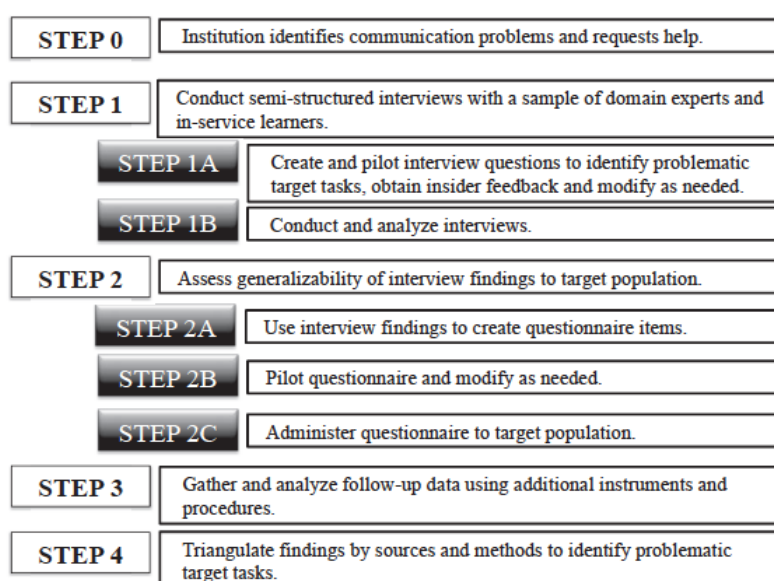 STEP 0
Institution identifies communication problems and requests help.
STEP 1
Conduct semi-structured interviews with a sample of domain experts and
in-service learners.
STEP 1A
Create and pilot interview questions to identify problematic
target tasks, obtain insider feedback and modify as needed.
STEP 1B
Conduct and analyze interviews.
STEP 2
Assess generalizability of interview findings to target population.
STEP 2A
Use interview findings to create questionnaire items.
STEP 2B
Pilot questionnaire and modify as needed.
STEP 2C
Administer questionnaire to target population.
STEP 3
Gather and analyze follow-up data using additional instruments and
procedures.
STEP 4
Triangulate findings by sources and methods to identify problematic
target tasks.